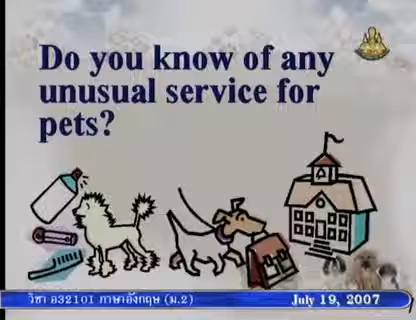 Do you know of any
unusual service for
pets?
วิชา อ32101 ภาษาอังกฤษ (ม.2)
July 19, 2007